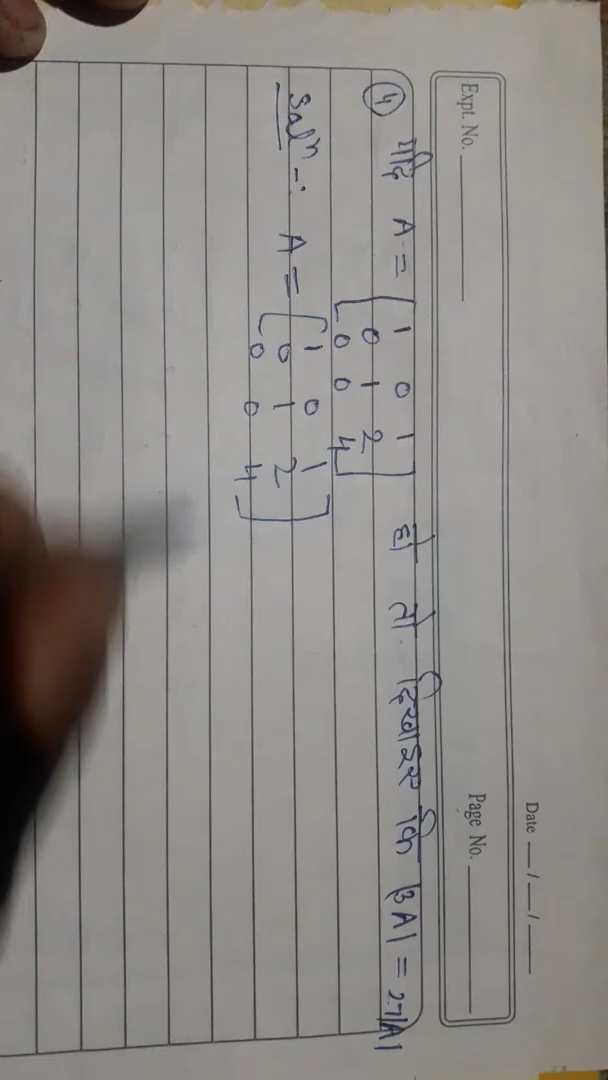 Date __/__/__
Expt. No. ______ Page No. ______
④ यदि A = [1 0 1
0 1 2
0 0 4] हो तो दिखाइए कि |3A| = 27|A|
Solⁿ -: A = [1 0 1
0 1 2
0 0 4]